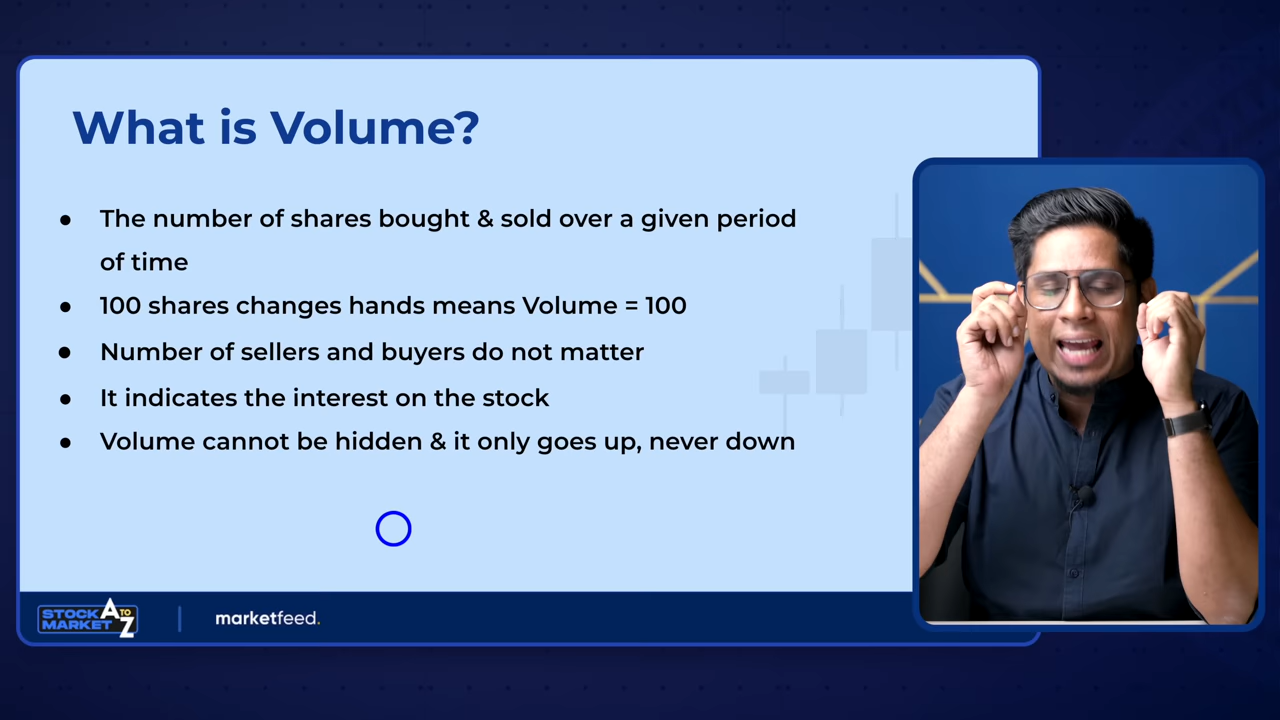 What is Volume?
● The number of shares bought & sold over a given period
of time
● 100 shares changes hands means Volume = 100
● Number of sellers and buyers do not matter
● It indicates the interest on the stock
● Volume cannot be hidden & it only goes up, never down
STOCK MARKET A TO Z
marketfeed.